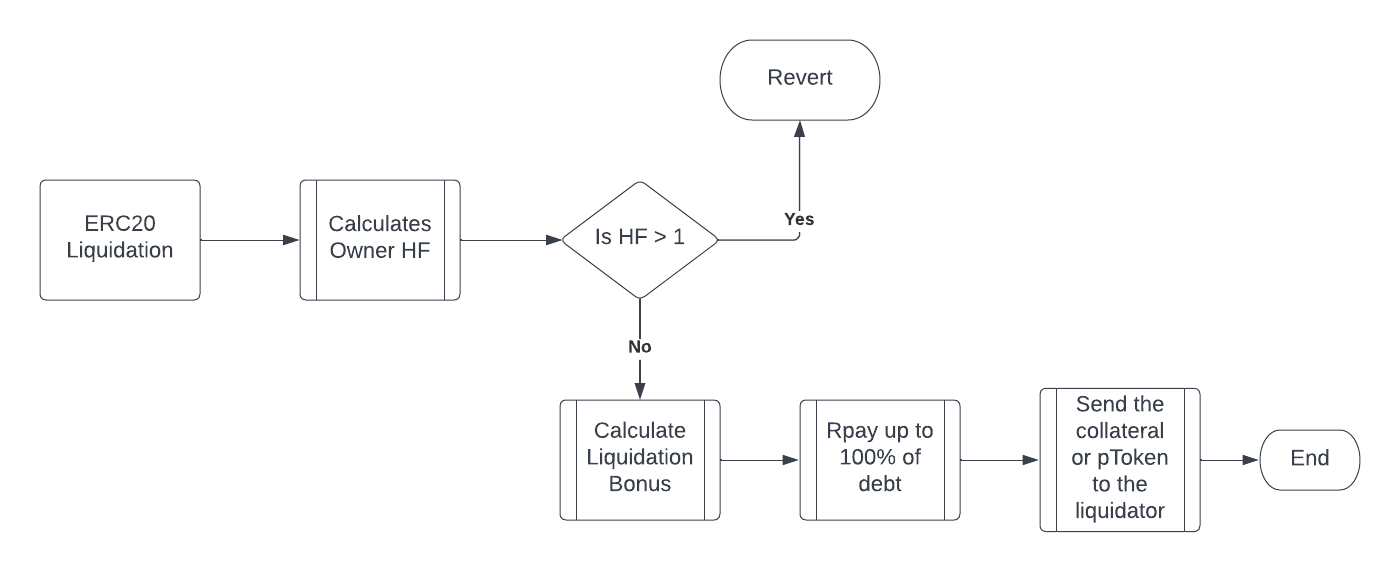 Revert
ERC20
Liquidation
Calculates
Owner HF
Is HF > 1
Yes
No
Calculate
Liquidation
Bonus
Rpay up to
100% of
debt
Send the
collateral
or pToken
to the
liquidator
End